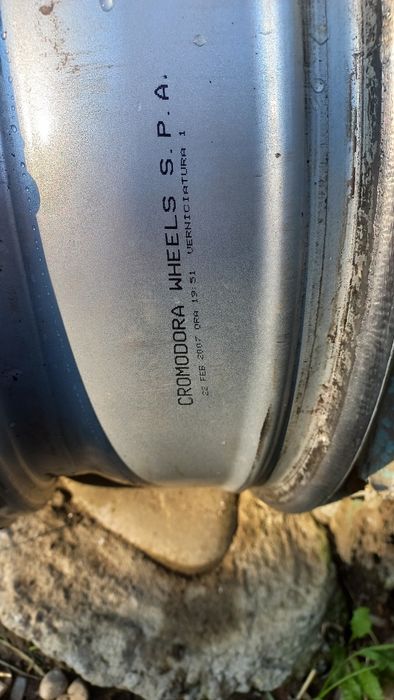 CROMODORA WHEELS S.P.A.
22 FEB 2007 ORA 19:51 VERNICIATURA 1